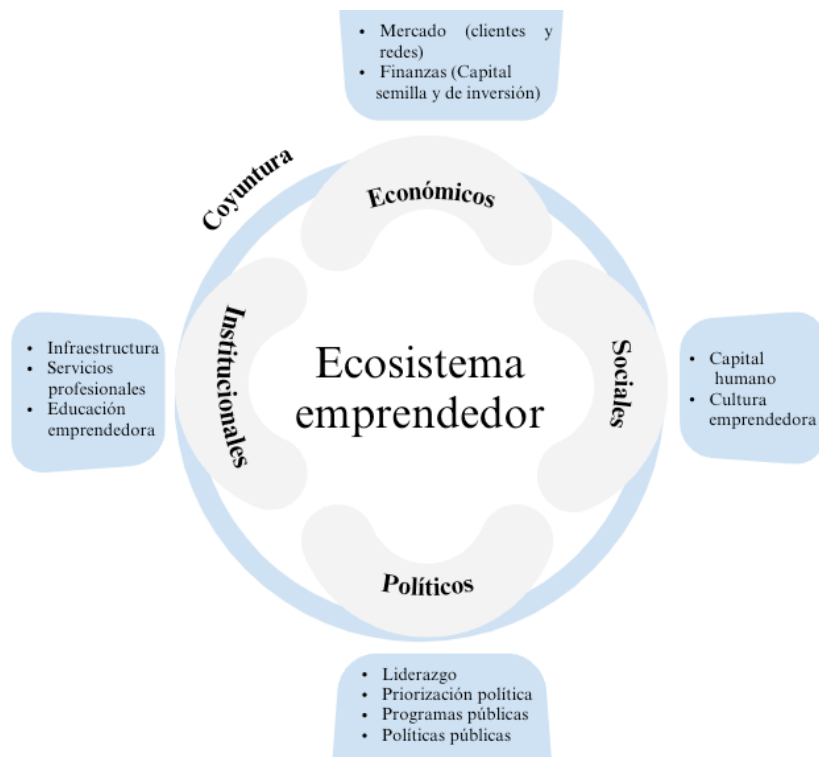 • Mercado (clientes y
redes)
• Finanzas (Capital
semilla y de inversión)
Coyuntura
Económicos
Institucionales
• Infraestructura
• Servicios
profesionales
• Educación
emprendedora
Ecosistema
emprendedor
Sociales
• Capital
humano
• Cultura
emprendedora
Políticos
• Liderazgo
• Priorización política
• Programas públicas
• Políticas públicas